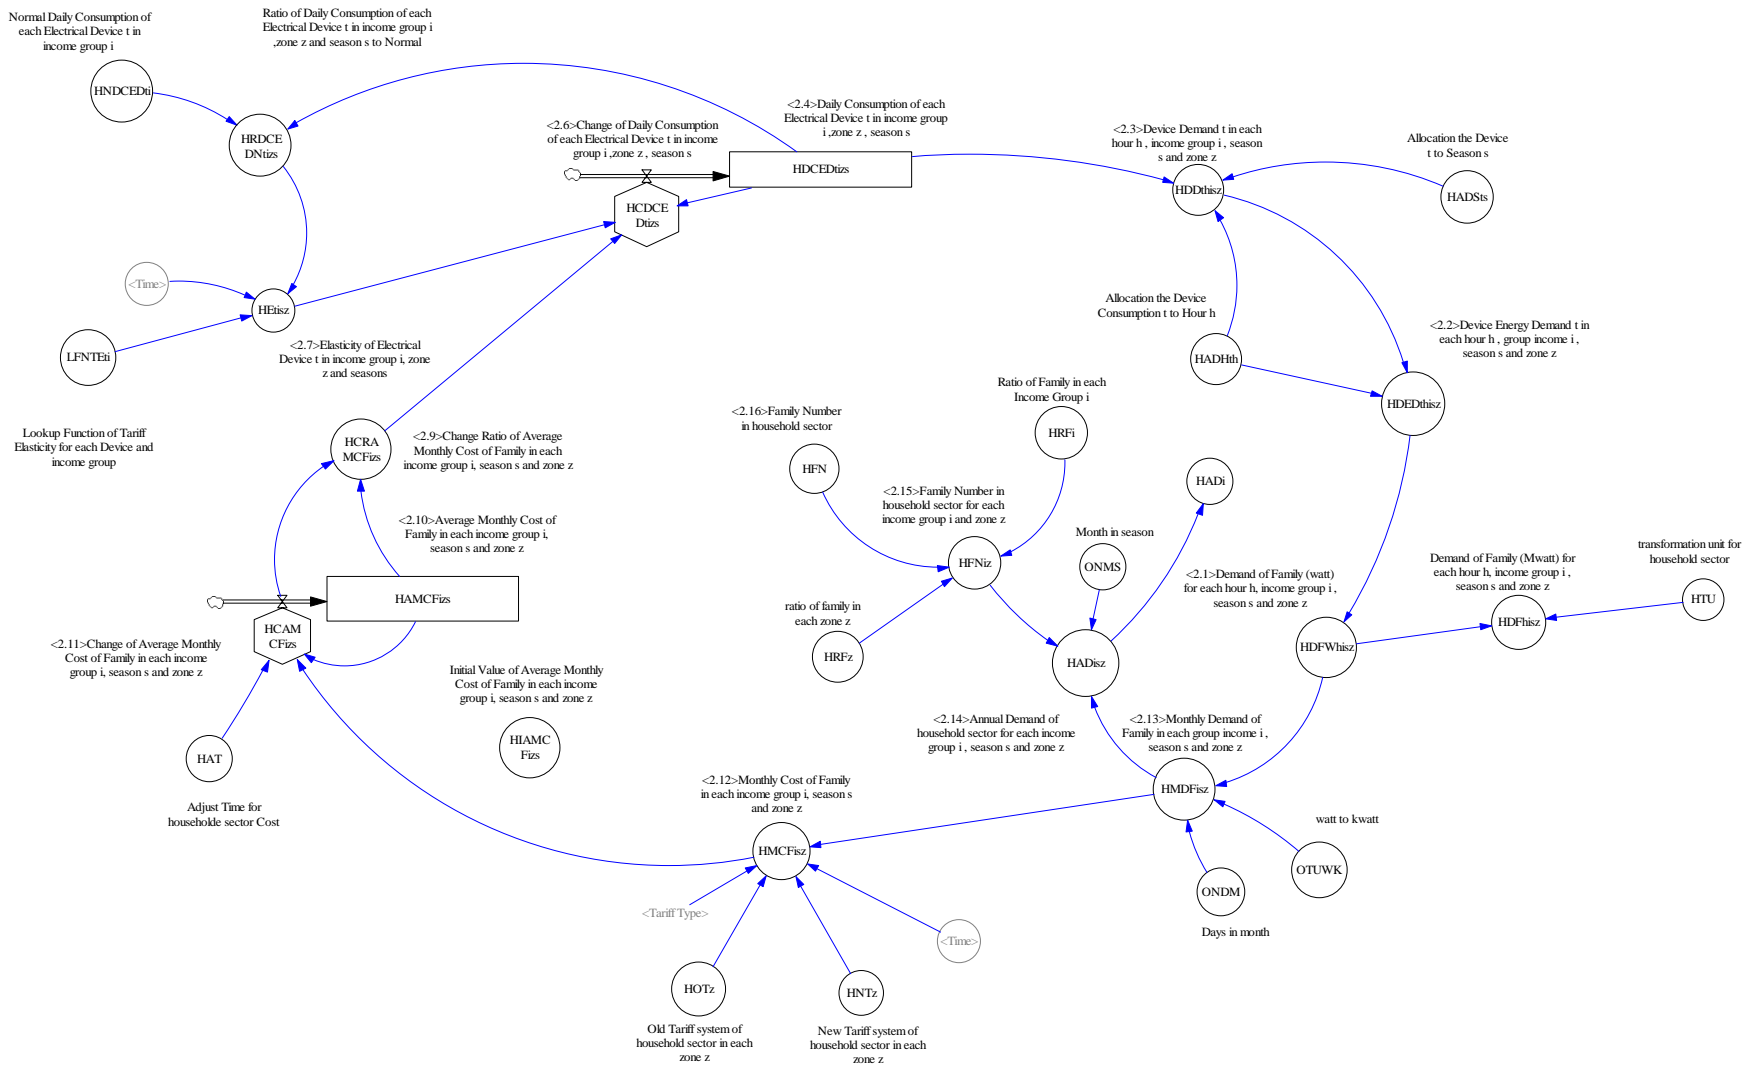 Normal Daily Consumption of
each Electrical Device t in
income group i
HNDCEDti
Ratio of Daily Consumption of each
Electrical Device t in income group i
,zone z and season s to Normal
HRDCE
DNtizs
<2.6>Change of Daily Consumption
of each Electrical Device t in income
group i ,zone z , season s
<2.4>Daily Consumption of each
Electrical Device t in income group
i ,zone z , season s
HDCEDtizs
HCDCE
Dtizs
<2.3>Device Demand t in each
hour h , income group i , season
s and zone z
HDDthisz
Allocation the Device
t to Season s
HADSts
<Time>
HEtisz
LFNTEti
<2.7>Elasticity of Electrical
Device t in income group i, zone
z and seasons
Allocation the Device
Consumption t to Hour h
HADHth
<2.2>Device Energy Demand t in
each hour h , group income i ,
season s and zone z
HDEDthisz
Lookup Function of Tariff
Elasticity for each Device and
income group
HCRA
MCFizs
<2.9>Change Ratio of Average
Monthly Cost of Family in each
income group i, season s and zone z
<2.16>Family Number
in household sector
HFN
Ratio of Family in each
Income Group i
HRFi
<2.15>Family Number in
household sector for each
income group i and zone z
HFNiz
HADi
<2.10>Average Monthly Cost of
Family in each income group i,
season s and zone z
HAMCFizs
Month in season
ONMS
<2.1>Demand of Family (watt)
for each hour h, income group i ,
season s and zone z
Demand of Family (Mwatt) for
each hour h, income group i ,
season s and zone z
HDFhisz
transformation unit for
household sector
HTU
ratio of family in
each zone z
HRFz
HADisz
HDFWhisz
HCAM
CFizs
<2.11>Change of Average Monthly
Cost of Family in each income
group i, season s and zone z
Initial Value of Average Monthly
Cost of Family in each income
group i, season s and zone z
HIAMC
Fizs
HAT
Adjust Time for
householde sector Cost
<2.14>Annual Demand of
household sector for each income
group i , season s and zone z
<2.13>Monthly Demand of
Family in each group income i ,
season s and zone z
HMDFisz
<2.12>Monthly Cost of Family
in each income group i, season s
and zone z
HMCFisz
watt to kwatt
OTUWK
ONDM
Days in month
<Tariff Type>
<Time>
HOTz
HNTz
Old Tariff system of
household sector in each
zone z
New Tariff system of
household sector in each
zone z